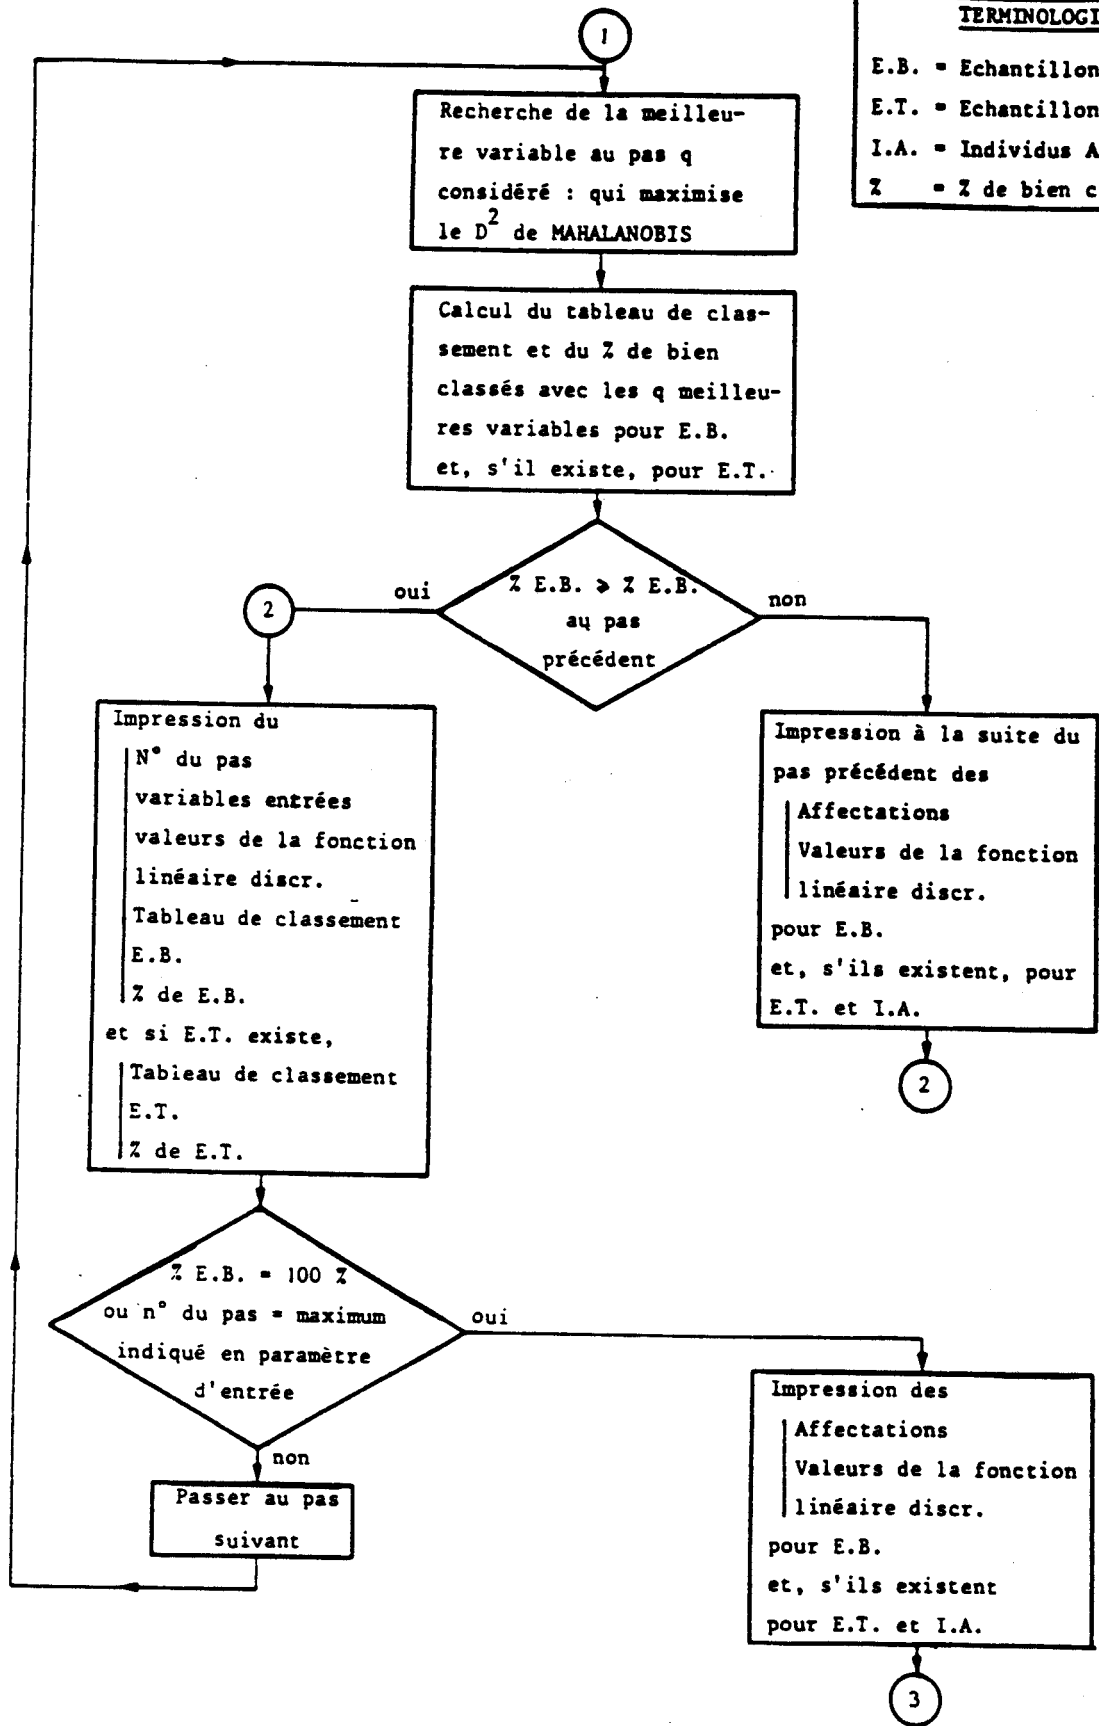 1
TERMINOLOGI
E.B. = Echantillon
E.T. = Echantillon
I.A. = Individus A
% = % de bien c
Recherche de la meilleu-
re variable au pas q
considéré : qui maximise
le D² de MAHALANOBIS
Calcul du tableau de clas-
sement et du % de bien
classés avec les q meilleu-
res variables pour E.B.
et, s'il existe, pour E.T.
% E.B. ⩾ % E.B.
au pas
précédent
oui
non
2
Impression du
N° du pas
variables entrées
valeurs de la fonction
linéaire discr.
Tableau de classement
E.B.
% de E.B.
et si E.T. existe,
Tableau de classement
E.T.
% de E.T.
Impression à la suite du
pas précédent des
Affectations
Valeurs de la fonction
linéaire discr.
pour E.B.
et, s'ils existent, pour
E.T. et I.A.
2
% E.B. = 100 %
ou n° du pas = maximum
indiqué en paramètre
d'entrée
oui
non
Passer au pas
suivant
Impression des
Affectations
Valeurs de la fonction
linéaire discr.
pour E.B.
et, s'ils existent
pour E.T. et I.A.
3